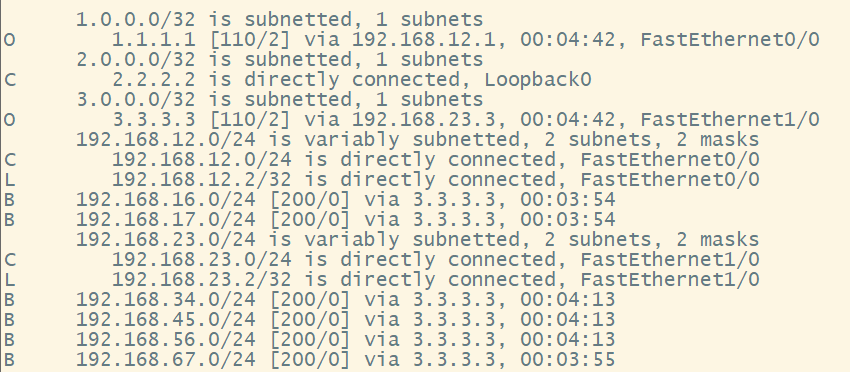 1.0.0.0/32 is subnetted, 1 subnets
O        1.1.1.1 [110/2] via 192.168.12.1, 00:04:42, FastEthernet0/0
      2.0.0.0/32 is subnetted, 1 subnets
C        2.2.2.2 is directly connected, Loopback0
      3.0.0.0/32 is subnetted, 1 subnets
O        3.3.3.3 [110/2] via 192.168.23.3, 00:04:42, FastEthernet1/0
      192.168.12.0/24 is variably subnetted, 2 subnets, 2 masks
C        192.168.12.0/24 is directly connected, FastEthernet0/0
L        192.168.12.2/32 is directly connected, FastEthernet0/0
B     192.168.16.0/24 [200/0] via 3.3.3.3, 00:03:54
B     192.168.17.0/24 [200/0] via 3.3.3.3, 00:03:54
      192.168.23.0/24 is variably subnetted, 2 subnets, 2 masks
C        192.168.23.0/24 is directly connected, FastEthernet1/0
L        192.168.23.2/32 is directly connected, FastEthernet1/0
B     192.168.34.0/24 [200/0] via 3.3.3.3, 00:04:13
B     192.168.45.0/24 [200/0] via 3.3.3.3, 00:04:13
B     192.168.56.0/24 [200/0] via 3.3.3.3, 00:04:13
B     192.168.67.0/24 [200/0] via 3.3.3.3, 00:03:55